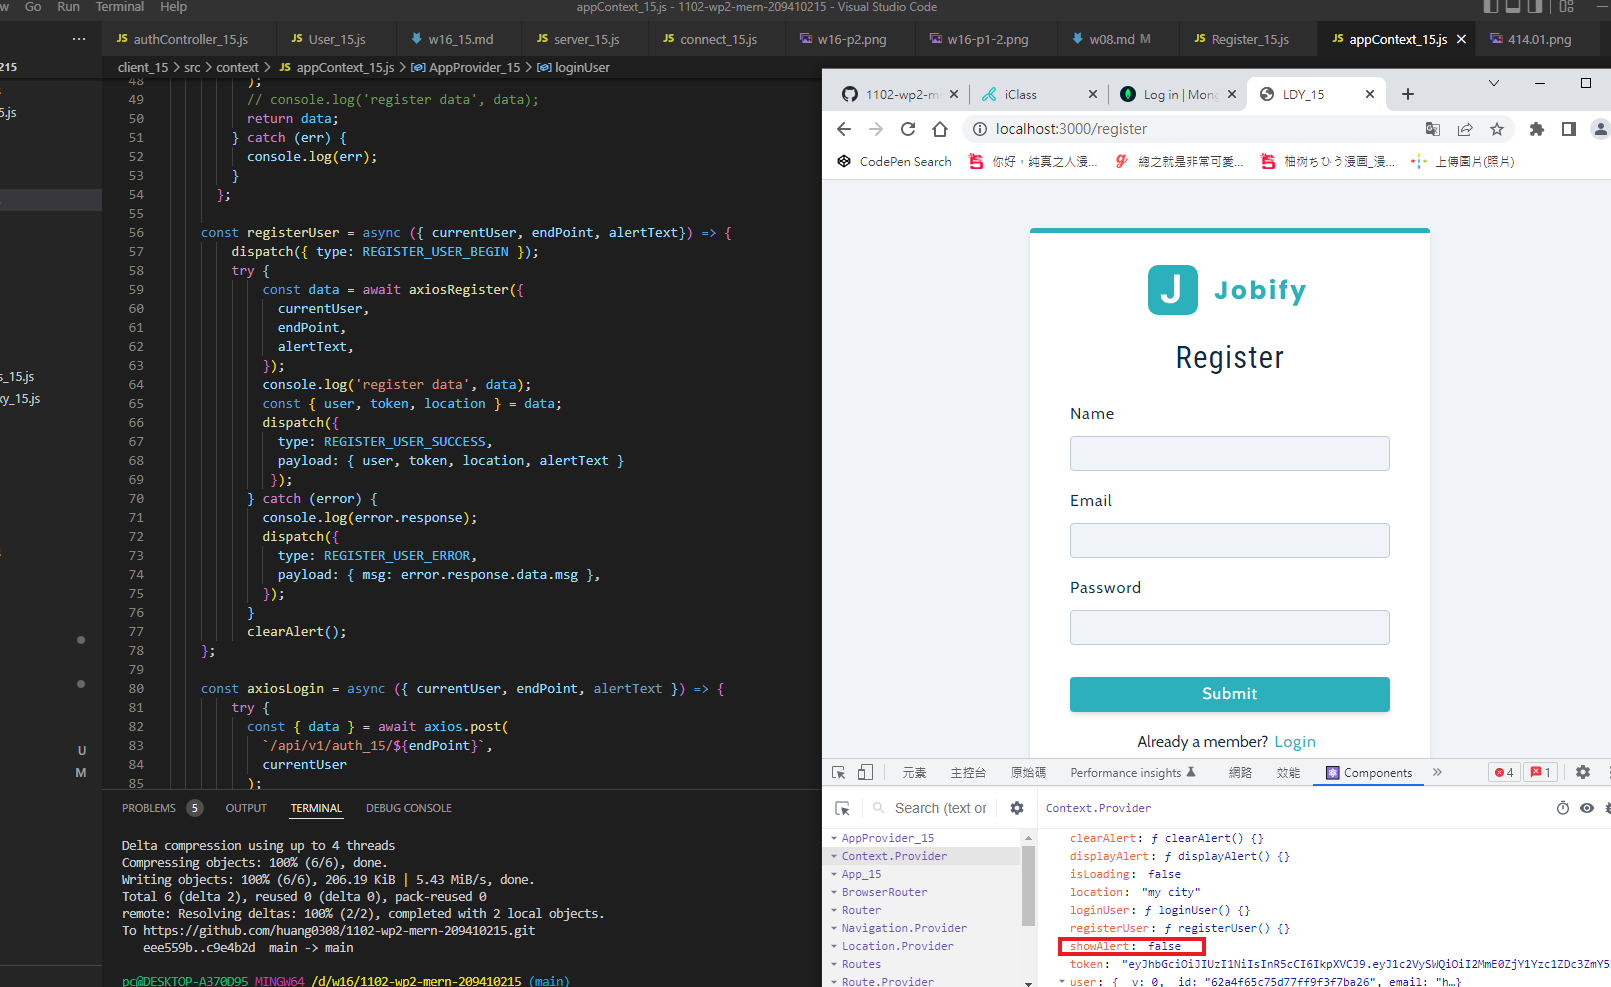 w Go Run Terminal Help
appContext_15.js - 1102-wp2-mern-209410215 - Visual Studio Code
...
JS authController_15.js
JS User_15.js
w16_15.md
JS server_15.js
JS connect_15.js
w16-p2.png
w16-p1-2.png
w08.md M
JS Register_15.js
JS appContext_15.js
414.01.png
215
client_15 > src > context > JS appContext_15.js > AppProvider_15 > loginUser
5.js
s_15.js
xy_15.js
U
M
48 );
49 // console.log('register data', data);
50 return data;
51 } catch (err) {
52 console.log(err);
53 }
54 };
55
56 const registerUser = async ({ currentUser, endPoint, alertText}) => {
57 dispatch({ type: REGISTER_USER_BEGIN });
58 try {
59 const data = await axiosRegister({
60 currentUser,
61 endPoint,
62 alertText,
63 });
64 console.log('register data', data);
65 const { user, token, location } = data;
66 dispatch({
67 type: REGISTER_USER_SUCCESS,
68 payload: { user, token, location, alertText }
69 });
70 } catch (error) {
71 console.log(error.response);
72 dispatch({
73 type: REGISTER_USER_ERROR,
74 payload: { msg: error.response.data.msg },
75 });
76 }
77 clearAlert();
78 };
79
80 const axiosLogin = async ({ currentUser, endPoint, alertText }) => {
81 try {
82 const { data } = await axios.post(
83 `/api/v1/auth_15/${endPoint}`,
84 currentUser
85 );
PROBLEMS 5 OUTPUT TERMINAL DEBUG CONSOLE
Delta compression using up to 4 threads
Compressing objects: 100% (6/6), done.
Writing objects: 100% (6/6), 206.19 KiB | 5.43 MiB/s, done.
Total 6 (delta 2), reused 0 (delta 0), pack-reused 0
remote: Resolving deltas: 100% (2/2), completed with 2 local objects.
To https://github.com/huang0308/1102-wp2-mern-209410215.git
eee559b..c9e4b2d main -> main
pc@DESKTOP-A370D95 MINGW64 /d/w16/1102-wp2-mern-209410215 (main)
1102-wp2-m
iClass
Log in | Mong
LDY_15
localhost:3000/register
CodePen Search
你好,純真之人漫...
總之就是非常可愛...
柚树ちひう漫画_漫...
上傳圖片(照片)
J Jobify
Register
Name
Email
Password
Submit
Already a member? Login
元素 主控台 原始碼 Performance insights 網路 效能 Components » 4 1
Search (text or
Context.Provider
AppProvider_15
Context.Provider
App_15
BrowserRouter
Router
Navigation.Provider
Location.Provider
Routes
Route.Provider
clearAlert: ƒ clearAlert() {}
displayAlert: ƒ displayAlert() {}
isLoading: false
location: "my city"
loginUser: ƒ loginUser() {}
registerUser: ƒ registerUser() {}
showAlert: false
token: "eyJhbGciOiJIUzI1NiIsInR5cCI6IkpXVCJ9.eyJ1c2VySWQiOiI2MmE0ZjY1Yzc1ZDc3ZmY5
user: {__v: 0, _id: "62a4f65c75d77ff9f3f7ba26", email: "h…}